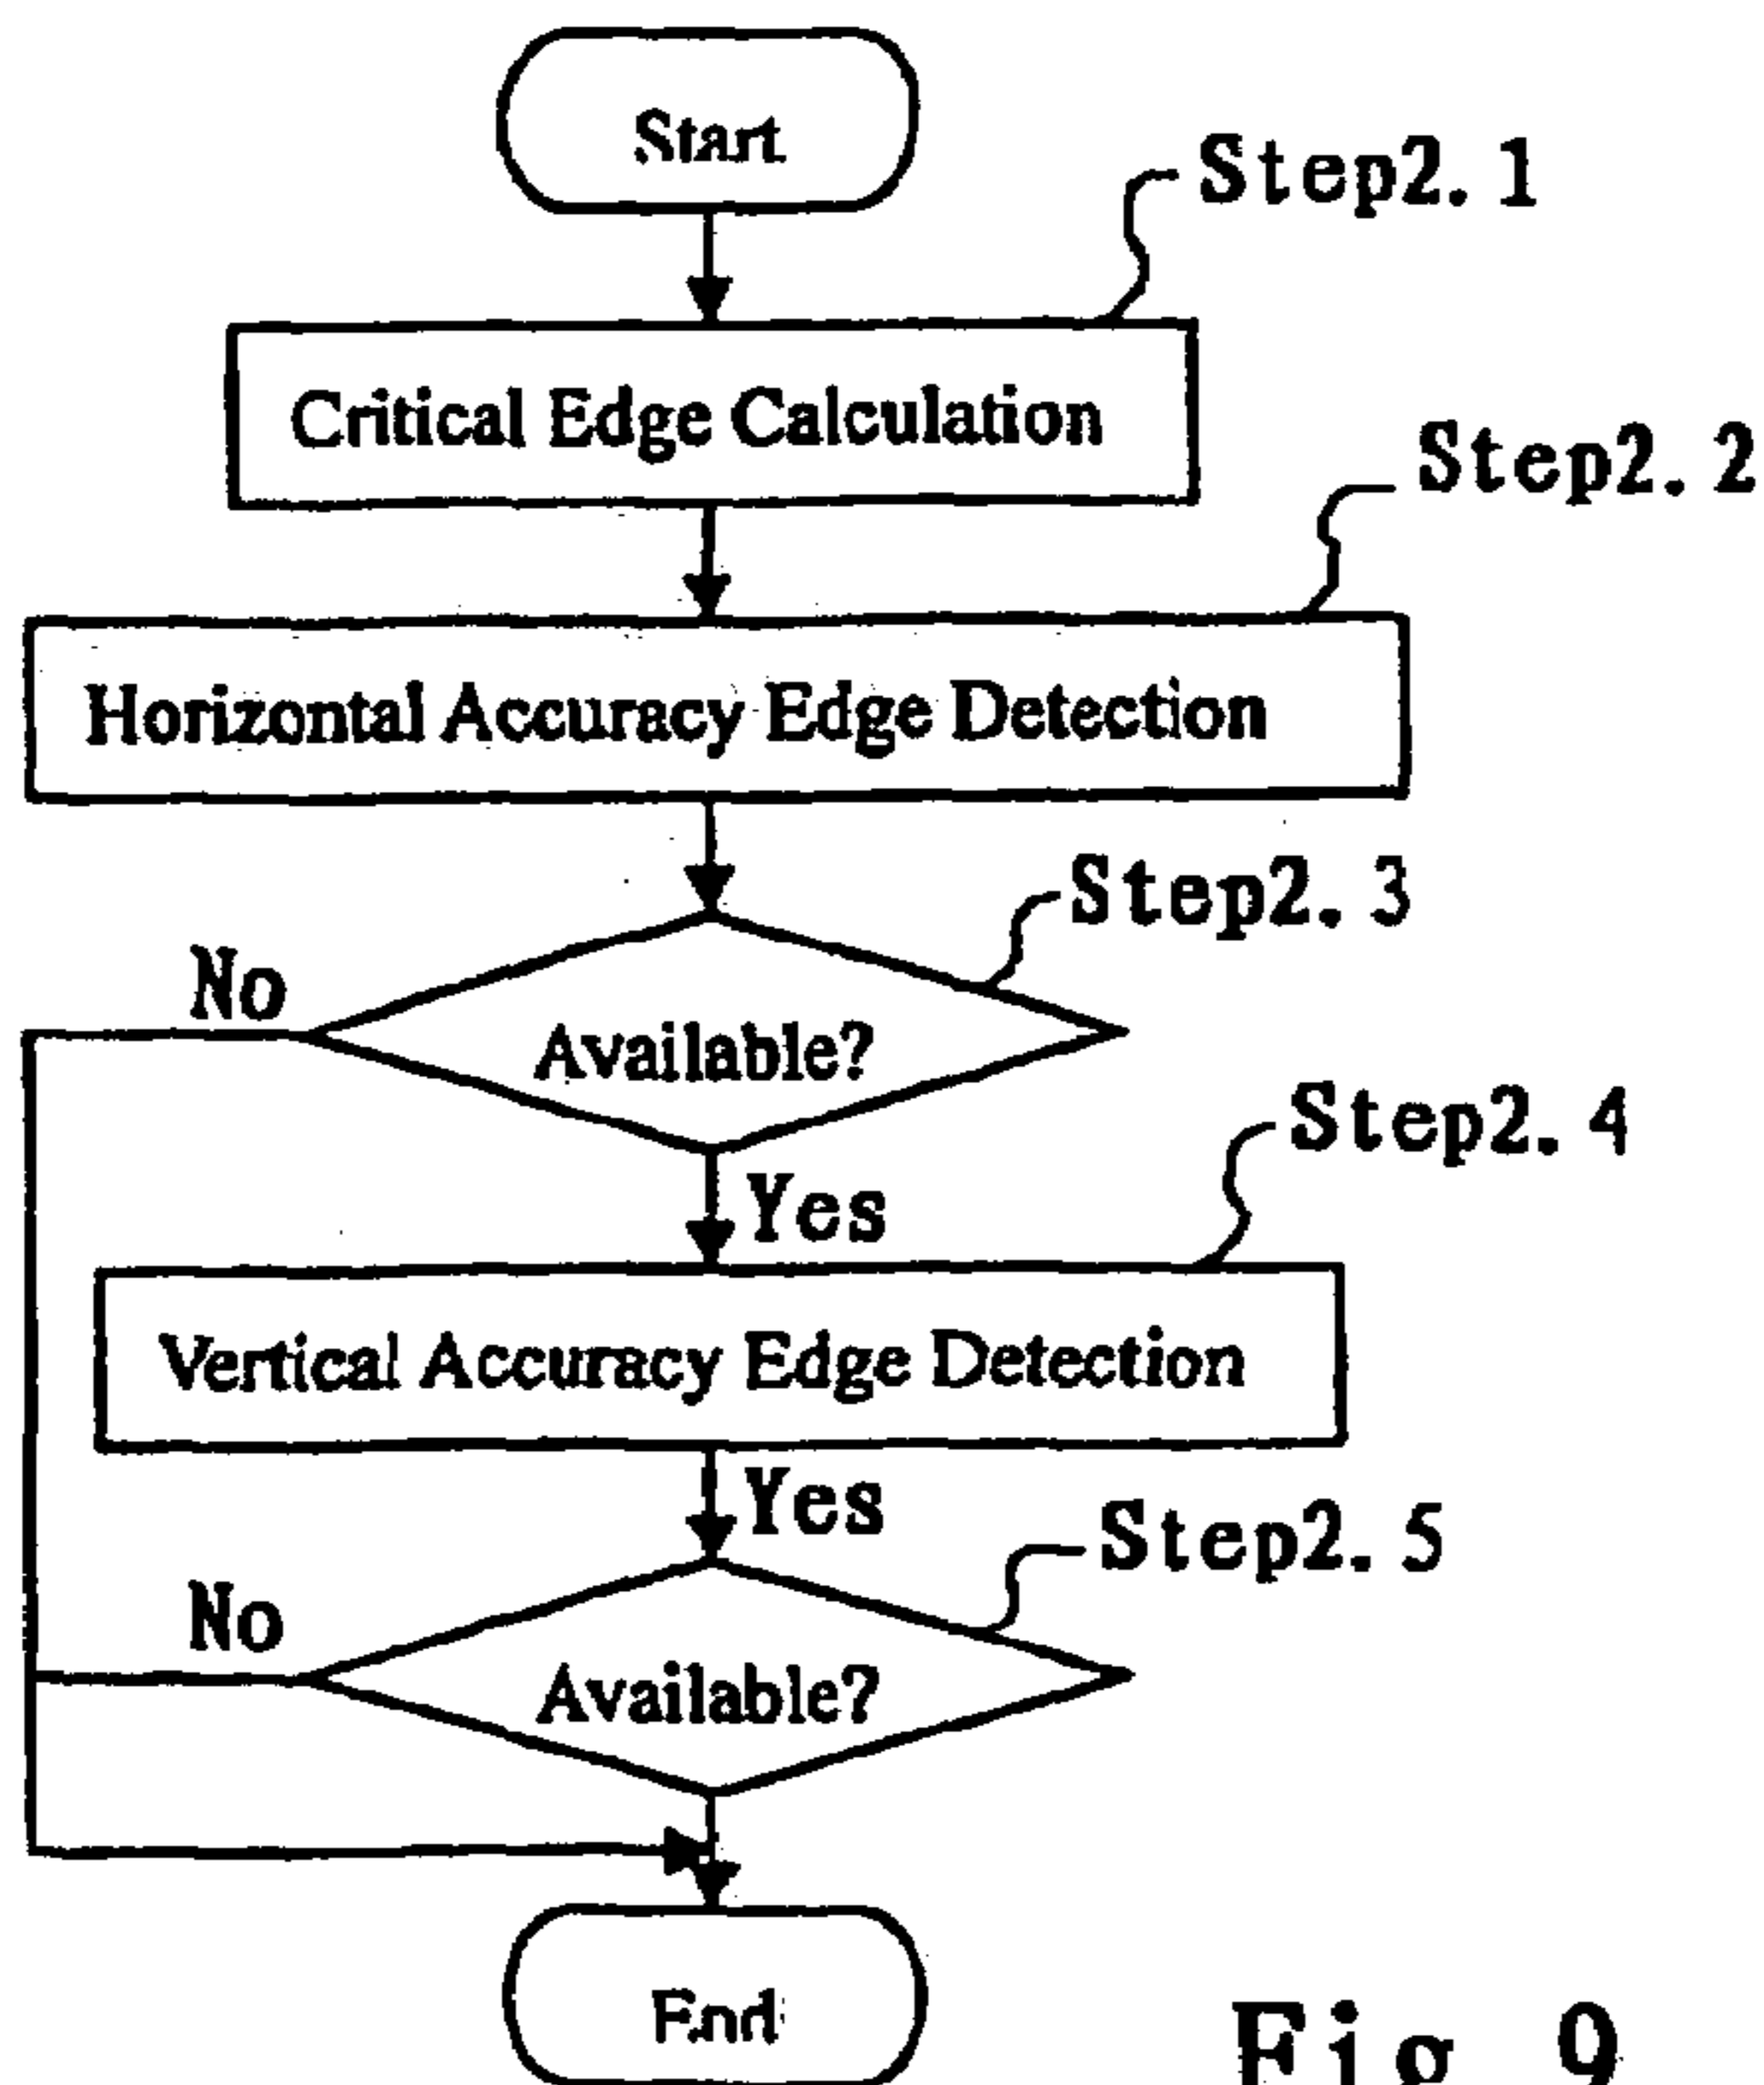 Start
Step2. 1
Critical Edge Calculation
Step2. 2
Horizontal Accuracy Edge Detection
Step2. 3
No
Available?
Step2. 4
Yes
Vertical Accuracy Edge Detection
Yes
Step2. 5
No
Available?
End
Fig 9